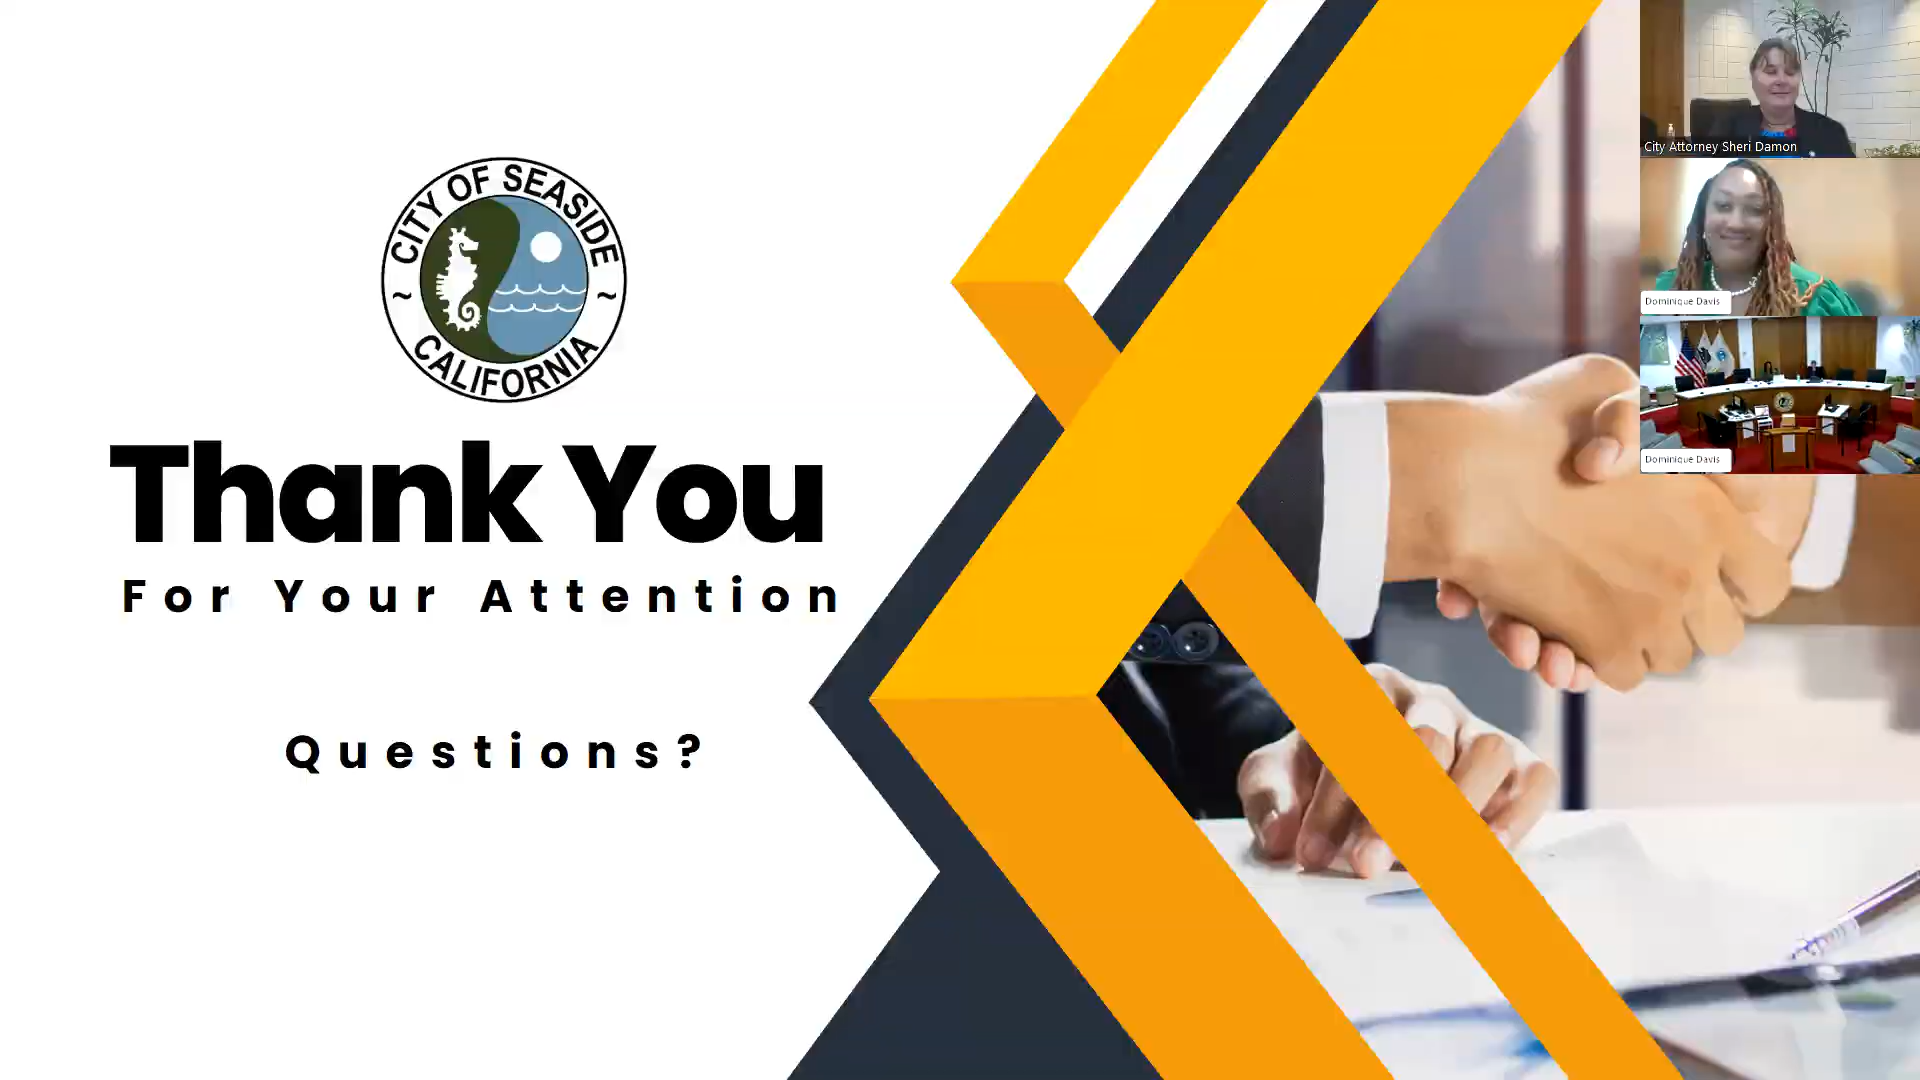 CITY OF SEASIDE
~ ~
CALIFORNIA
Thank You
For Your Attention
Questions?
City Attorney Sheri Damon
Dominique Davis
Dominique Davis